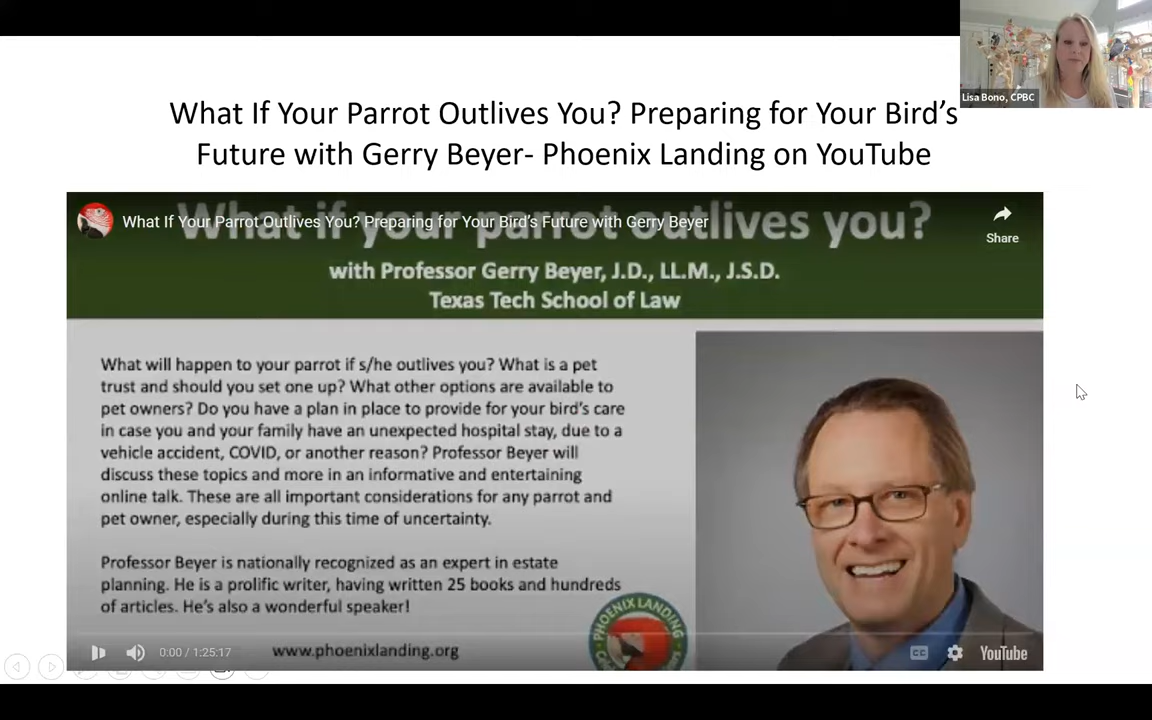 Lisa Bono, CPBC
What If Your Parrot Outlives You? Preparing for Your Bird's
Future with Gerry Beyer- Phoenix Landing on YouTube
What if your parrot outlives you?
What If Your Parrot Outlives You? Preparing for Your Bird's Future with Gerry Beyer
Share
with Professor Gerry Beyer, J.D., LL.M., J.S.D.
Texas Tech School of Law
What will happen to your parrot if s/he outlives you? What is a pet
trust and should you set one up? What other options are available to
pet owners? Do you have a plan in place to provide for your bird's care
in case you and your family have an unexpected hospital stay, due to a
vehicle accident, COVID, or another reason? Professor Beyer will
discuss these topics and more in an informative and entertaining
online talk. These are all important considerations for any parrot and
pet owner, especially during this time of uncertainty.
Professor Beyer is nationally recognized as an expert in estate
planning. He is a prolific writer, having written 25 books and hundreds
of articles. He's also a wonderful speaker!
PHOENIX LANDING
0:00 / 1:25:17
www.phoenixlanding.org
CC
YouTube